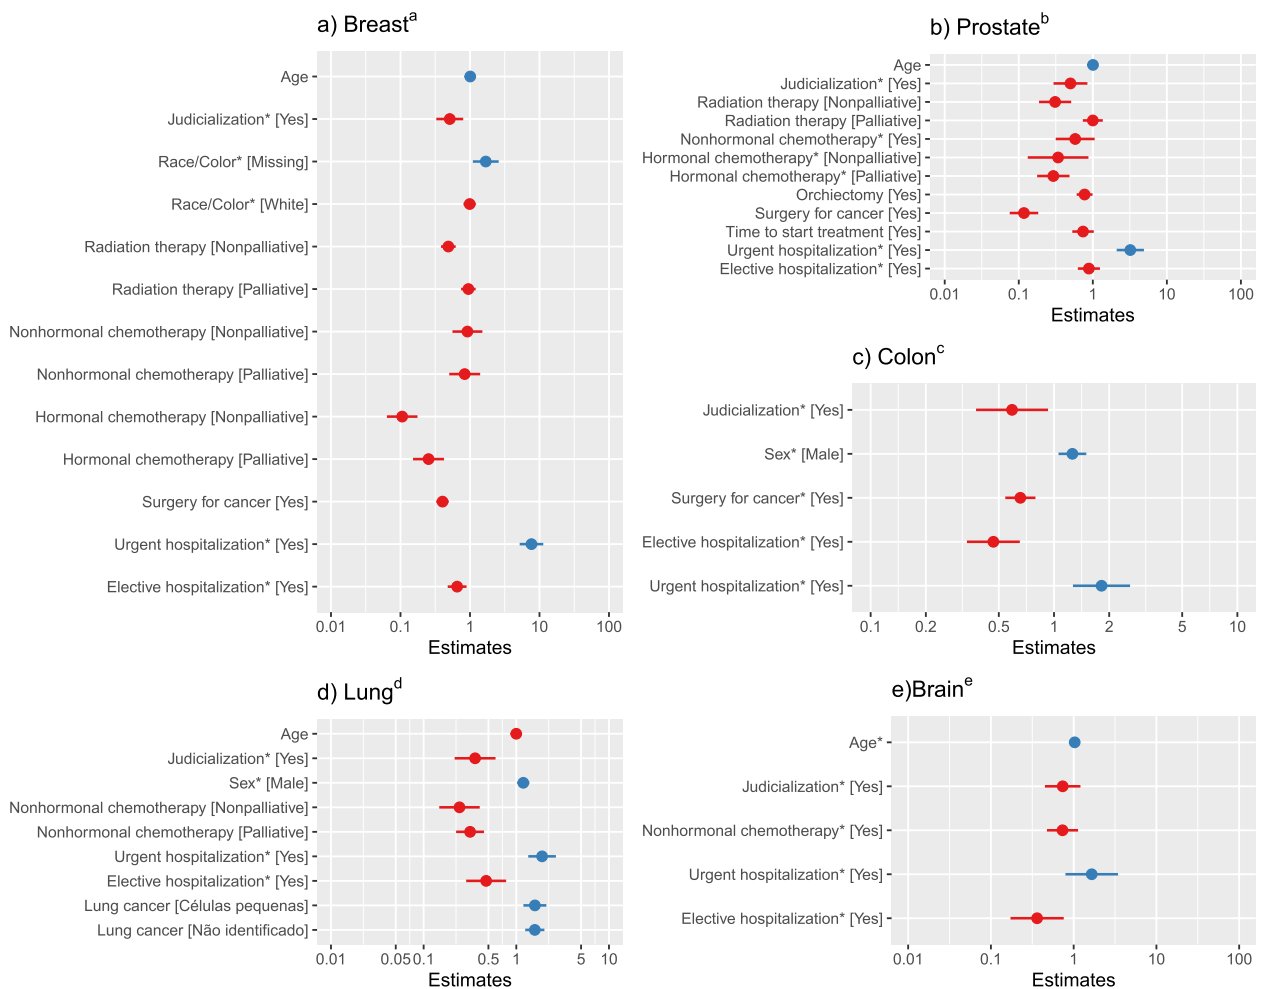 a) Breastᵃ
Age
Judicialization* [Yes]
Race/Color* [Missing]
Race/Color* [White]
Radiation therapy [Nonpalliative]
Radiation therapy [Palliative]
Nonhormonal chemotherapy [Nonpalliative]
Nonhormonal chemotherapy [Palliative]
Hormonal chemotherapy [Nonpalliative]
Hormonal chemotherapy [Palliative]
Surgery for cancer [Yes]
Urgent hospitalization* [Yes]
Elective hospitalization* [Yes]
0.01 0.1 1 10 100
Estimates
b) Prostateᵇ
Age
Judicialization* [Yes]
Radiation therapy [Nonpalliative]
Radiation therapy [Palliative]
Nonhormonal chemotherapy* [Yes]
Hormonal chemotherapy* [Nonpalliative]
Hormonal chemotherapy* [Palliative]
Orchiectomy [Yes]
Surgery for cancer [Yes]
Time to start treatment [Yes]
Urgent hospitalization* [Yes]
Elective hospitalization* [Yes]
0.01 0.1 1 10 100
Estimates
c) Colonᶜ
Judicialization* [Yes]
Sex* [Male]
Surgery for cancer* [Yes]
Elective hospitalization* [Yes]
Urgent hospitalization* [Yes]
0.1 0.2 0.5 1 2 5 10
Estimates
d) Lungᵈ
Age
Judicialization* [Yes]
Sex* [Male]
Nonhormonal chemotherapy [Nonpalliative]
Nonhormonal chemotherapy [Palliative]
Urgent hospitalization* [Yes]
Elective hospitalization* [Yes]
Lung cancer [Células pequenas]
Lung cancer [Não identificado]
0.01 0.05 0.1 0.5 1 5 10
Estimates
e)Brainᵉ
Age*
Judicialization* [Yes]
Nonhormonal chemotherapy* [Yes]
Urgent hospitalization* [Yes]
Elective hospitalization* [Yes]
0.01 0.1 1 10 100
Estimates